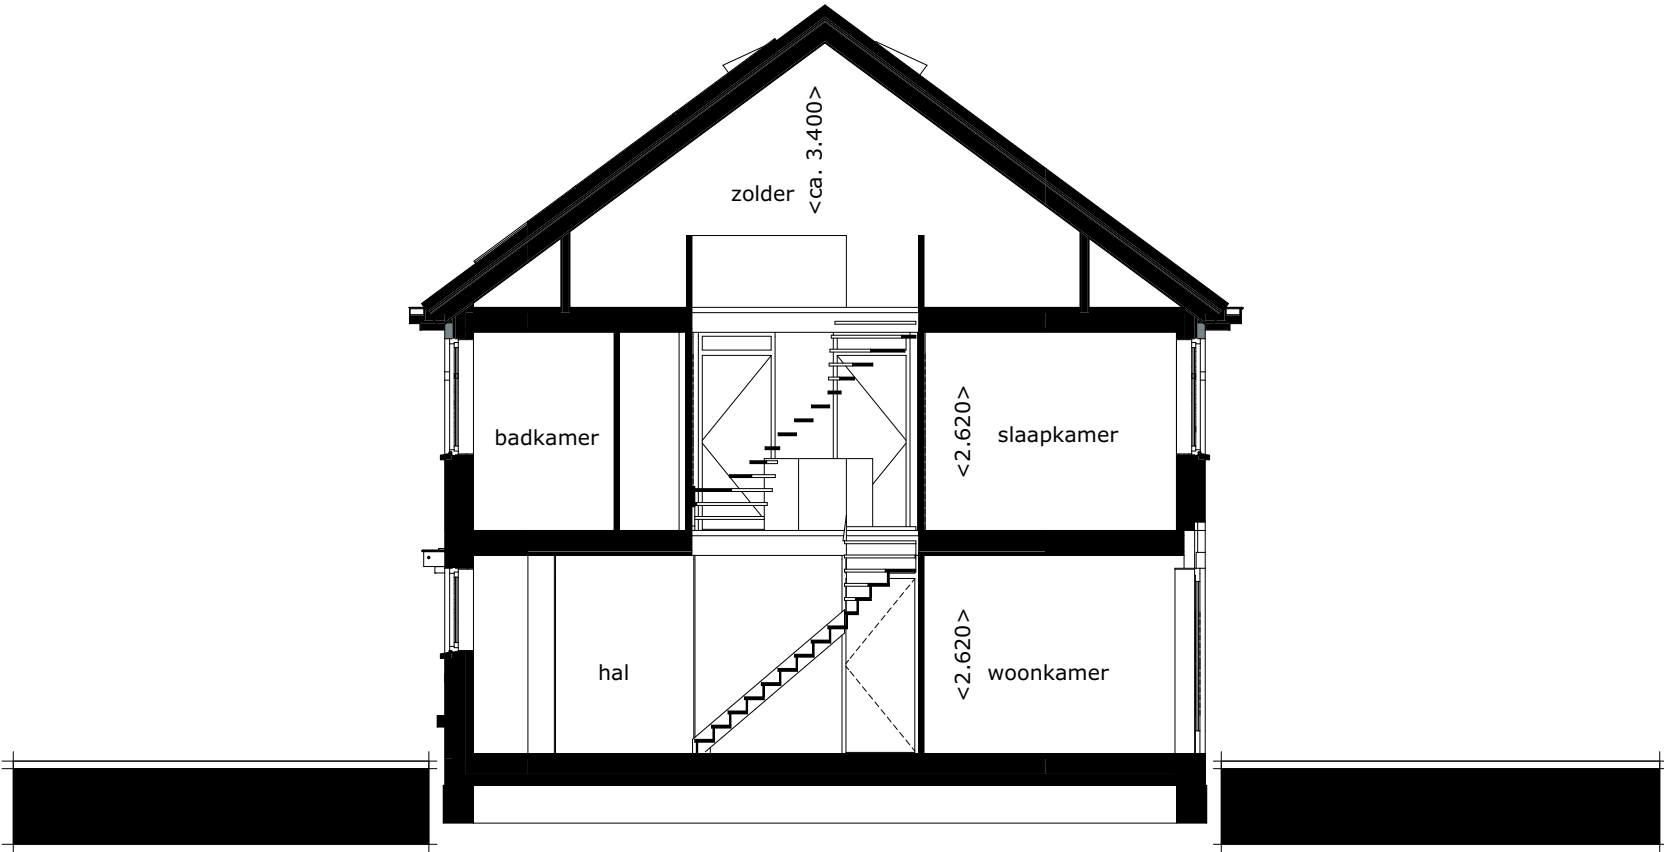 <ca. 3.400>
zolder
<2.620>
badkamer
slaapkamer
<2.620>
hal
woonkamer